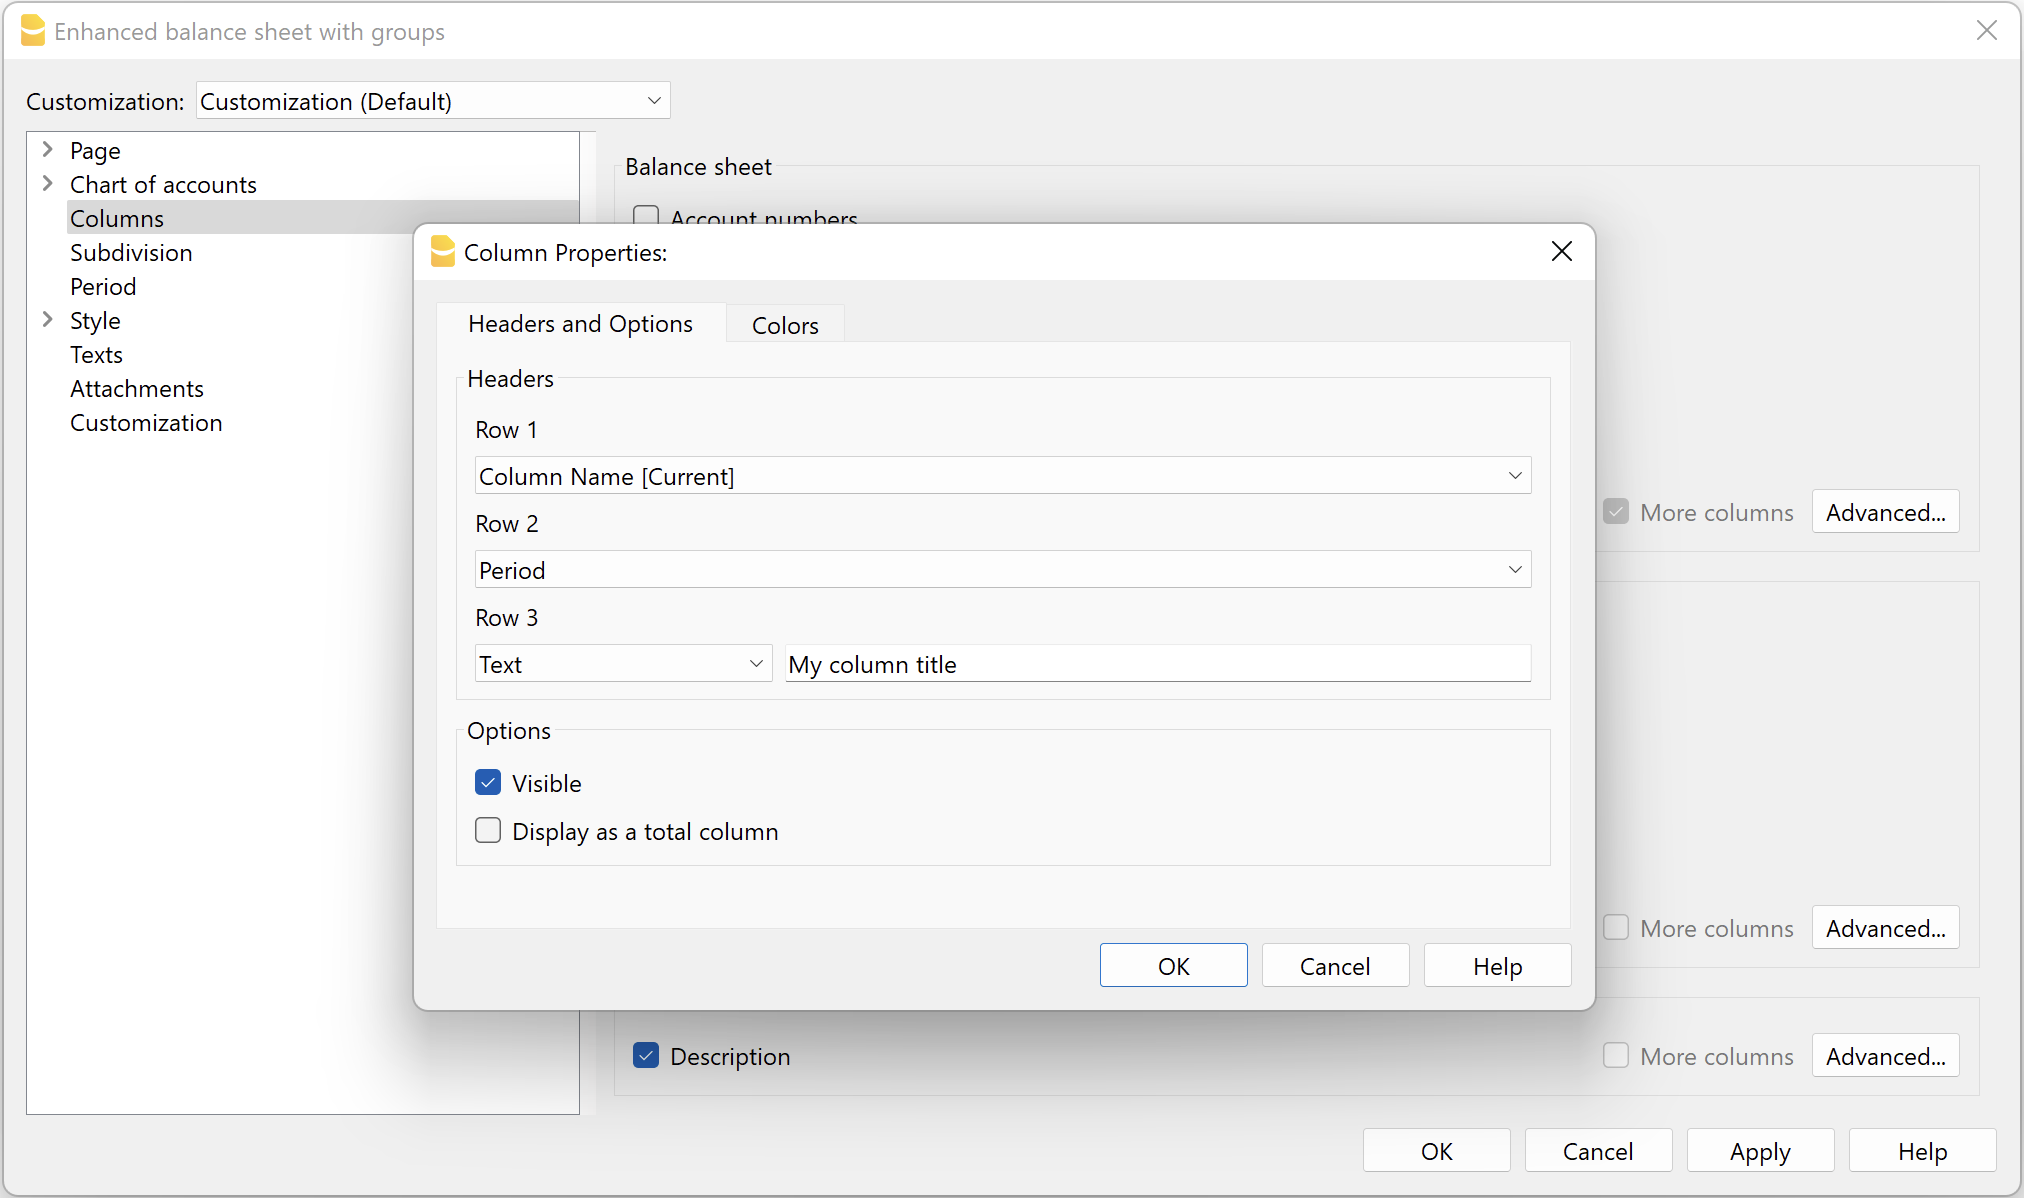 Enhanced balance sheet with groups
Customization: Customization (Default)
Page
Chart of accounts
Columns
Subdivision
Period
Style
Texts
Attachments
Customization
Balance sheet
Account numbers
More columns Advanced...
More columns Advanced...
Description More columns Advanced...
OK Cancel Apply Help
Column Properties:
Headers and Options Colors
Headers
Row 1
Column Name [Current]
Row 2
Period
Row 3
Text My column title
Options
Visible
Display as a total column
OK Cancel Help